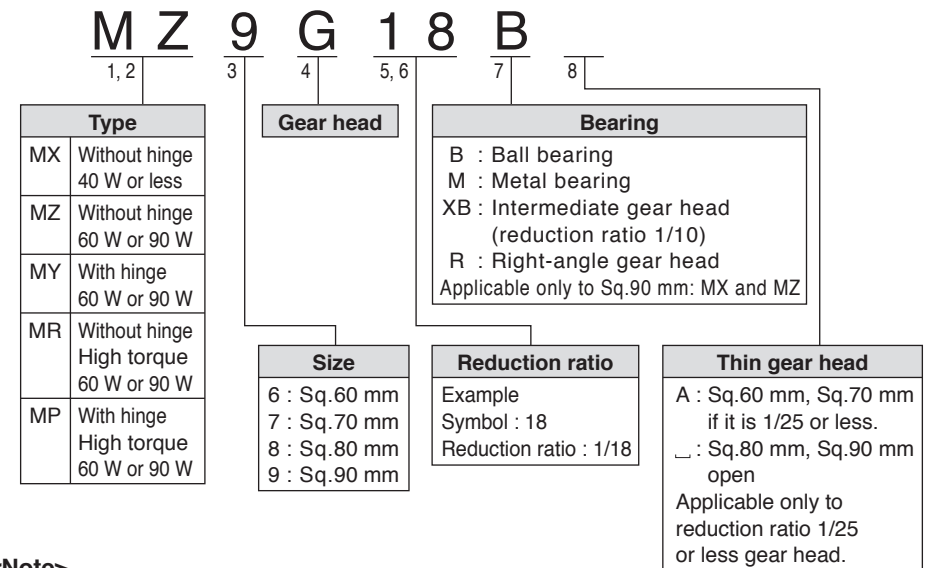 M Z 9 G 1 8 B
1, 2 3 4 5, 6 7 8
Type
MX Without hinge
40 W or less
MZ Without hinge
60 W or 90 W
MY With hinge
60 W or 90 W
MR Without hinge
High torque
60 W or 90 W
MP With hinge
High torque
60 W or 90 W
Gear head
Bearing
B : Ball bearing
M : Metal bearing
XB : Intermediate gear head
(reduction ratio 1/10)
R : Right-angle gear head
Applicable only to Sq.90 mm: MX and MZ
Size
6 : Sq.60 mm
7 : Sq.70 mm
8 : Sq.80 mm
9 : Sq.90 mm
Reduction ratio
Example
Symbol : 18
Reduction ratio : 1/18
Thin gear head
A : Sq.60 mm, Sq.70 mm
if it is 1/25 or less.
⎵ : Sq.80 mm, Sq.90 mm
open
Applicable only to
reduction ratio 1/25
or less gear head.
Note>